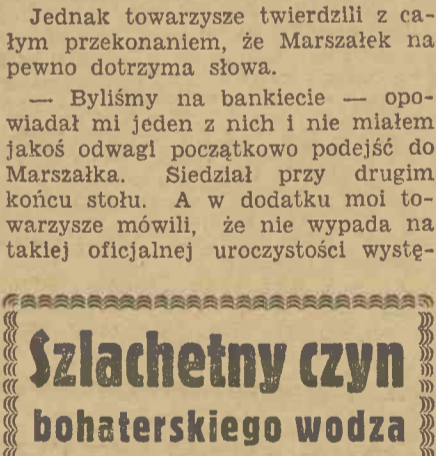 Jednak towarzysze twierdzili z ca-
łym przekonaniem, że Marszałek na
pewno dotrzyma słowa.
— Byliśmy na bankiecie — opo-
wiadał mi jeden z nich i nie miałem
jakoś odwagi początkowo podejść do
Marszałka. Siedział przy drugim
końcu stołu. A w dodatku moi to-
warzysze mówili, że nie wypada na
takiej oficjalnej uroczystości wystę-
Szlachetny czyn
bohaterskiego wodza